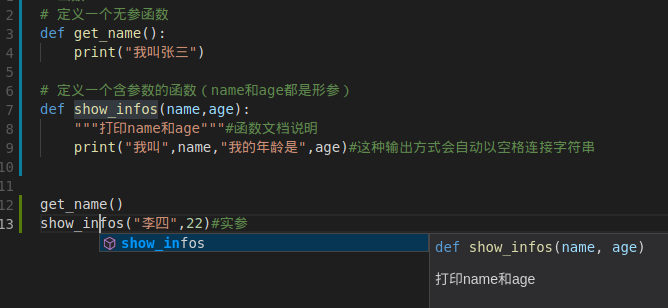 2 # 定义一个无参函数
3 def get_name():
4     print("我叫张三")
5
6 # 定义一个含参数的函数（name和age都是形参）
7 def show_infos(name,age):
8     """打印name和age"""#函数文档说明
9     print("我叫",name,"我的年龄是",age)#这种输出方式会自动以空格连接字符串
10
11
12 get_name()
13 show_infos("李四",22)#实参
show_infos
def show_infos(name, age)
打印name和age